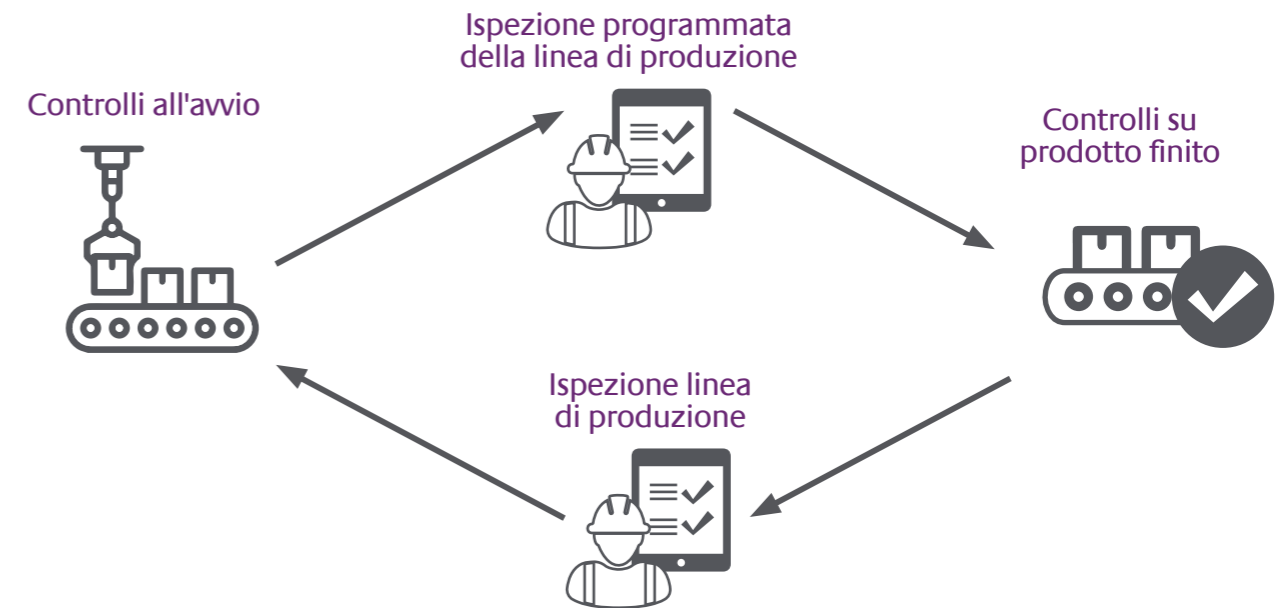 Ispezione programmata
della linea di produzione
Controlli all'avvio
Controlli su
prodotto finito
Ispezione linea
di produzione